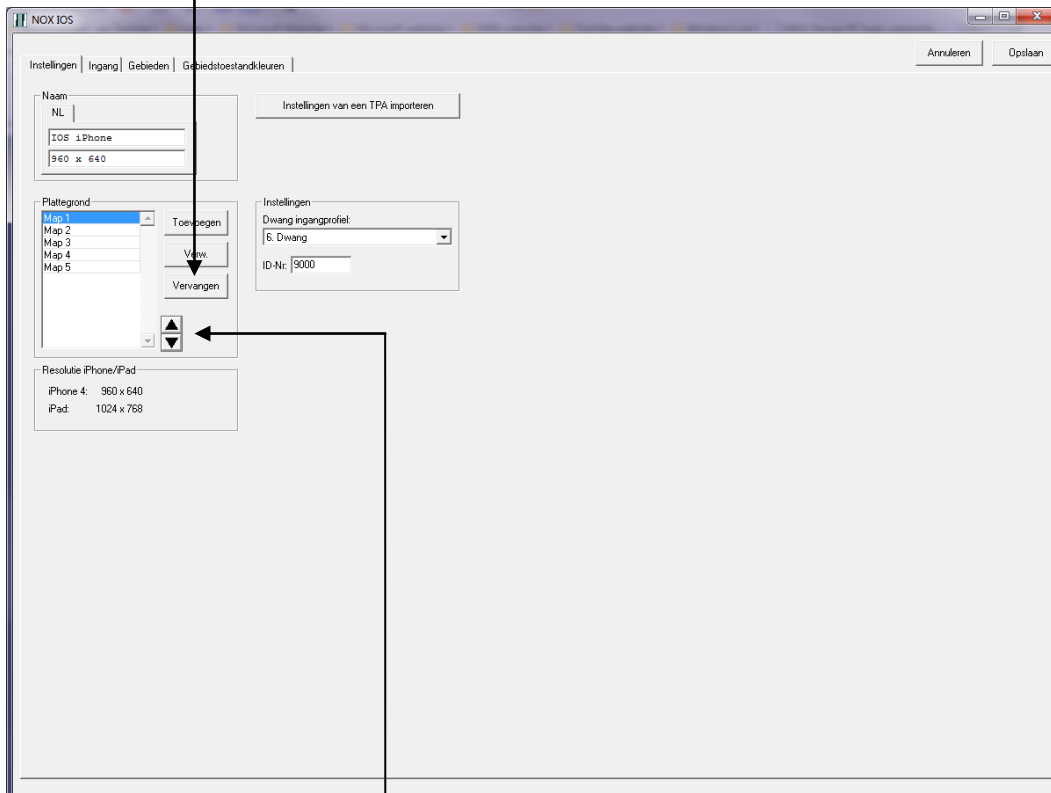 NOX IOS
Annuleren
Opslaan
Instellingen
Ingang
Gebieden
Gebiedstoestandkleuren
Naam
NL
IOS iPhone
960 x 640
Instellingen van een TPA importeren
Plattegrond
Map 1
Map 2
Map 3
Map 4
Map 5
Toevoegen
Verw.
Vervangen
Instellingen
Dwang ingangprofiel:
6. Dwang
ID-Nr: 9000
Resolutie iPhone/iPad
iPhone 4: 960 x 640
iPad: 1024 x 768